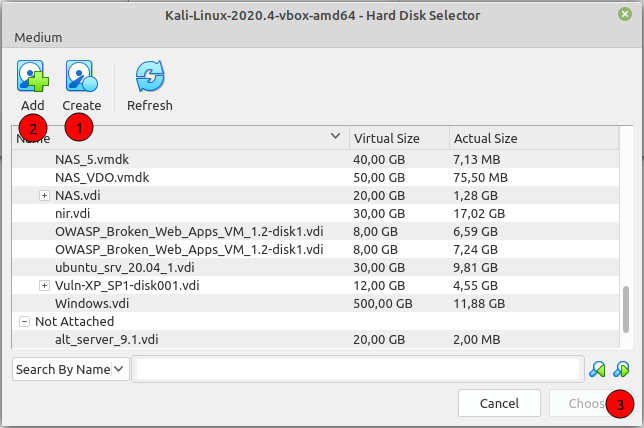 Kali-Linux-2020.4-vbox-amd64 - Hard Disk Selector
Medium
Add Create Refresh
2 1
Virtual Size Actual Size
NAS_5.vmdk 40,00 GB 7,13 MB
NAS_VDO.vmdk 50,00 GB 75,50 MB
NAS.vdi 20,00 GB 1,28 GB
nir.vdi 30,00 GB 17,02 GB
OWASP_Broken_Web_Apps_VM_1.2-disk1.vdi 8,00 GB 6,59 GB
OWASP_Broken_Web_Apps_VM_1.2-disk1.vdi 8,00 GB 7,24 GB
ubuntu_srv_20.04_1.vdi 30,00 GB 9,81 GB
Vuln-XP_SP1-disk001.vdi 12,00 GB 4,55 GB
Windows.vdi 500,00 GB 11,88 GB
Not Attached
alt_server_9.1.vdi 20,00 GB 2,00 MB
Search By Name
Cancel Choos 3